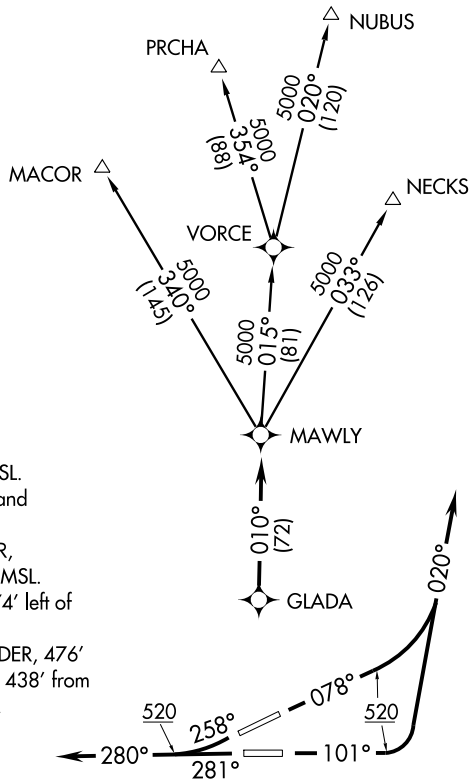 NUBUS
PRCHA
5000
020°
(120)
5000
354°
(88)
MACOR
NECKS
VORCE
5000
340°
(145)
5000
015°
(81)
5000
033°
(126)
MAWLY
SL.
and
010°
(72)
R,
MSL.
4' left of
GLADA
020°
DER, 476'
438' from
078°
520
258°
520
280°
281°
101°